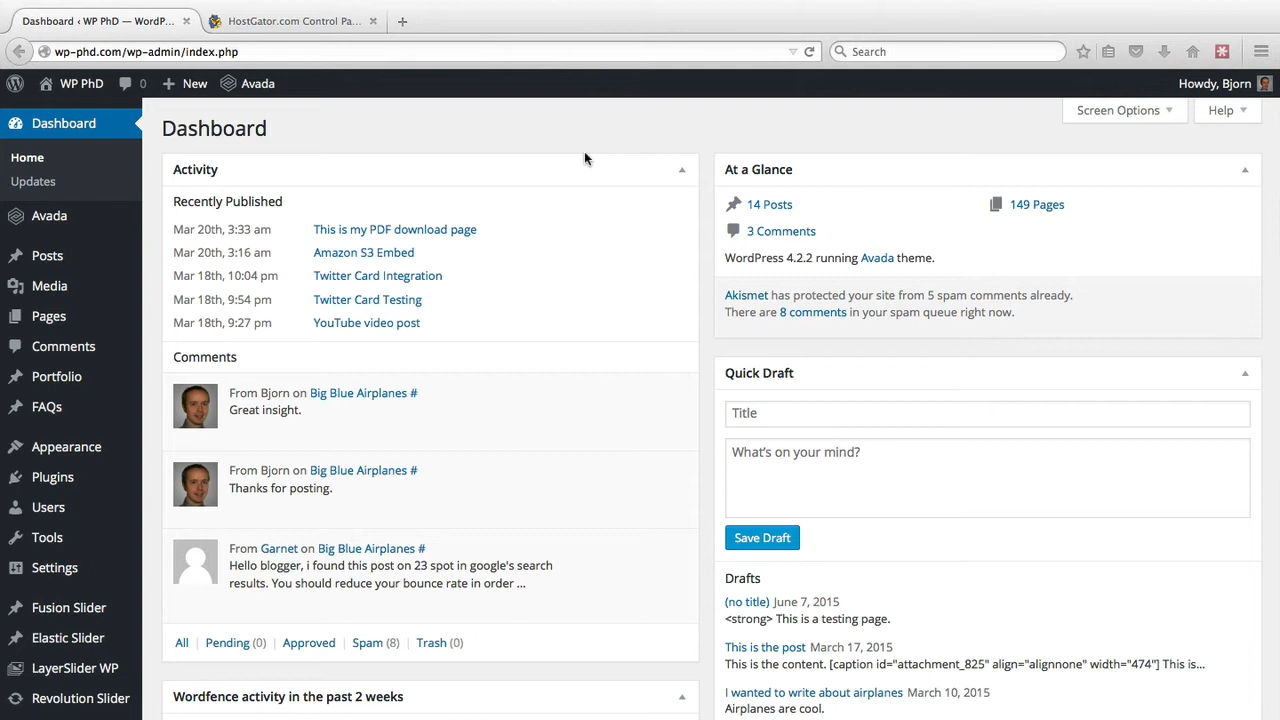 Dashboard ‹ WP PhD — WordP...
HostGator.com Control Pa...
wp-phd.com/wp-admin/index.php
Search
WP PhD
0
New
Avada
Howdy, Bjorn
Dashboard
Home
Updates
Avada
Posts
Media
Pages
Comments
Portfolio
FAQs
Appearance
Plugins
Users
Tools
Settings
Fusion Slider
Elastic Slider
LayerSlider WP
Revolution Slider
Screen Options
Help
Dashboard
Activity
Recently Published
Mar 20th, 3:33 am This is my PDF download page
Mar 20th, 3:16 am Amazon S3 Embed
Mar 18th, 10:04 pm Twitter Card Integration
Mar 18th, 9:54 pm Twitter Card Testing
Mar 18th, 9:27 pm YouTube video post
Comments
From Bjorn on Big Blue Airplanes #
Great insight.
From Bjorn on Big Blue Airplanes #
Thanks for posting.
From Garnet on Big Blue Airplanes #
Hello blogger, i found this post on 23 spot in google's search
results. You should reduce your bounce rate in order ...
All | Pending (0) | Approved | Spam (8) | Trash (0)
Wordfence activity in the past 2 weeks
At a Glance
14 Posts
149 Pages
3 Comments
WordPress 4.2.2 running Avada theme.
Akismet has protected your site from 5 spam comments already.
There are 8 comments in your spam queue right now.
Quick Draft
Title
What's on your mind?
Save Draft
Drafts
(no title) June 7, 2015
<strong> This is a testing page.
This is the post March 17, 2015
This is the content. [caption id="attachment_825" align="alignnone" width="474"] This is...
I wanted to write about airplanes March 10, 2015
Airplanes are cool.